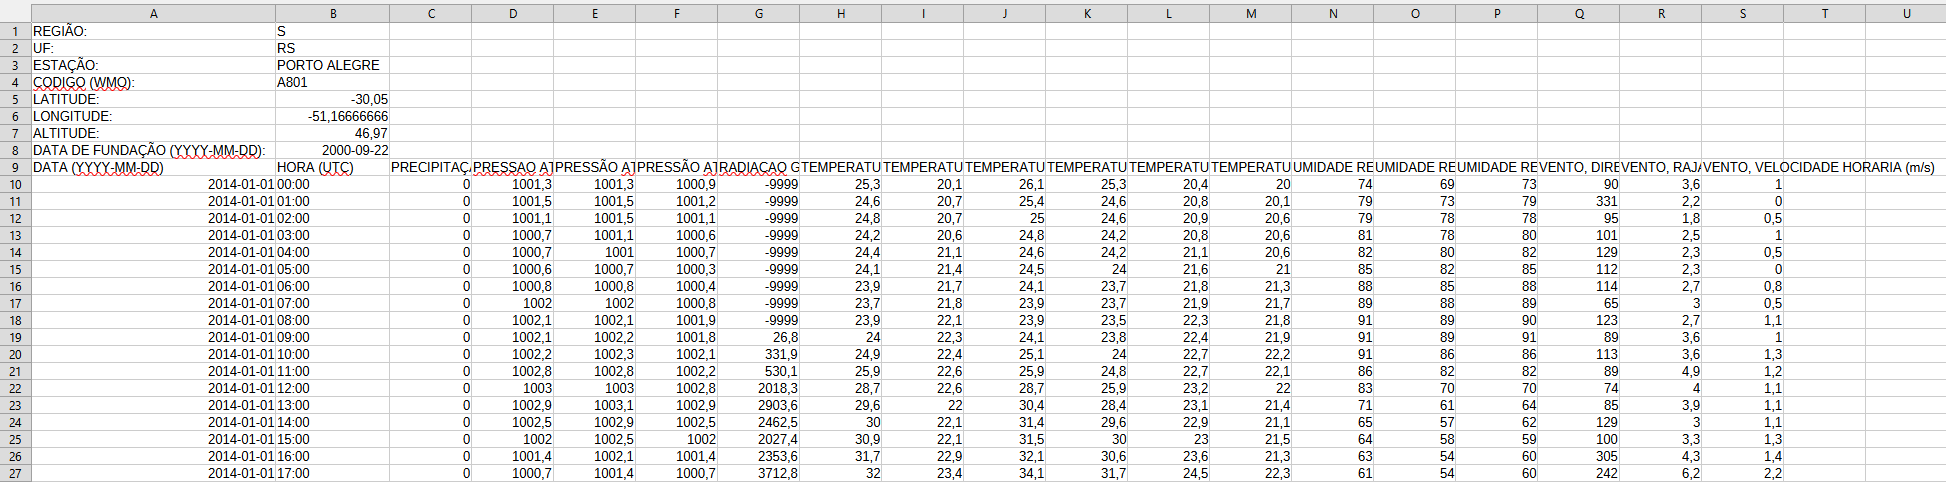 A B C D E F G H I J K L M N O P Q R S T U
1 REGIÃO: S
2 UF: RS
3 ESTAÇÃO: PORTO ALEGRE
4 CODIGO (WMO): A801
5 LATITUDE: -30,05
6 LONGITUDE: -51,16666666
7 ALTITUDE: 46,97
8 DATA DE FUNDAÇÃO (YYYY-MM-DD): 2000-09-22
9 DATA (YYYY-MM-DD) HORA (UTC) PRECIPITAÇ PRESSAO AT PRESSÃO AT PRESSÃO AT RADIACAO G TEMPERATU TEMPERATU TEMPERATU TEMPERATU TEMPERATU TEMPERATU UMIDADE RE UMIDADE RE UMIDADE RE VENTO, DIRE VENTO, RAJA VENTO, VELOCIDADE HORARIA (m/s)
10 2014-01-01 00:00 0 1001,3 1001,3 1000,9 -9999 25,3 20,1 26,1 25,3 20,4 20 74 69 73 90 3,6 1
11 2014-01-01 01:00 0 1001,5 1001,5 1001,2 -9999 24,6 20,7 25,4 24,6 20,8 20,1 79 73 79 331 2,2 0
12 2014-01-01 02:00 0 1001,1 1001,5 1001,1 -9999 24,8 20,7 25 24,6 20,9 20,6 79 78 78 95 1,8 0,5
13 2014-01-01 03:00 0 1000,7 1001,1 1000,6 -9999 24,2 20,6 24,8 24,2 20,8 20,6 81 78 80 101 2,5 1
14 2014-01-01 04:00 0 1000,7 1001 1000,7 -9999 24,4 21,1 24,6 24,2 21,1 20,6 82 80 82 129 2,3 0,5
15 2014-01-01 05:00 0 1000,6 1000,7 1000,3 -9999 24,1 21,4 24,5 24 21,6 21 85 82 85 112 2,3 0
16 2014-01-01 06:00 0 1000,8 1000,8 1000,4 -9999 23,9 21,7 24,1 23,7 21,8 21,3 88 85 88 114 2,7 0,8
17 2014-01-01 07:00 0 1002 1002 1000,8 -9999 23,7 21,8 23,9 23,7 21,9 21,7 89 88 89 65 3 0,5
18 2014-01-01 08:00 0 1002,1 1002,1 1001,9 -9999 23,9 22,1 23,9 23,5 22,3 21,8 91 89 90 123 2,7 1,1
19 2014-01-01 09:00 0 1002,1 1002,2 1001,8 26,8 24 22,3 24,1 23,8 22,4 21,9 91 89 91 89 3,6 1
20 2014-01-01 10:00 0 1002,2 1002,3 1002,1 331,9 24,9 22,4 25,1 24 22,7 22,2 91 86 86 113 3,6 1,3
21 2014-01-01 11:00 0 1002,8 1002,8 1002,2 530,1 25,9 22,6 25,9 24,8 22,7 22,1 86 82 82 89 4,9 1,2
22 2014-01-01 12:00 0 1003 1003 1002,8 2018,3 28,7 22,6 28,7 25,9 23,2 22 83 70 70 74 4 1,1
23 2014-01-01 13:00 0 1002,9 1003,1 1002,9 2903,6 29,6 22 30,4 28,4 23,1 21,4 71 61 64 85 3,9 1,1
24 2014-01-01 14:00 0 1002,5 1002,9 1002,5 2462,5 30 22,1 31,4 29,6 22,9 21,1 65 57 62 129 3 1,1
25 2014-01-01 15:00 0 1002 1002,5 1002 2027,4 30,9 22,1 31,5 30 23 21,5 64 58 59 100 3,3 1,3
26 2014-01-01 16:00 0 1001,4 1002,1 1001,4 2353,6 31,7 22,9 32,1 30,6 23,6 21,3 63 54 60 305 4,3 1,4
27 2014-01-01 17:00 0 1000,7 1001,4 1000,7 3712,8 32 23,4 34,1 31,7 24,5 22,3 61 54 60 242 6,2 2,2